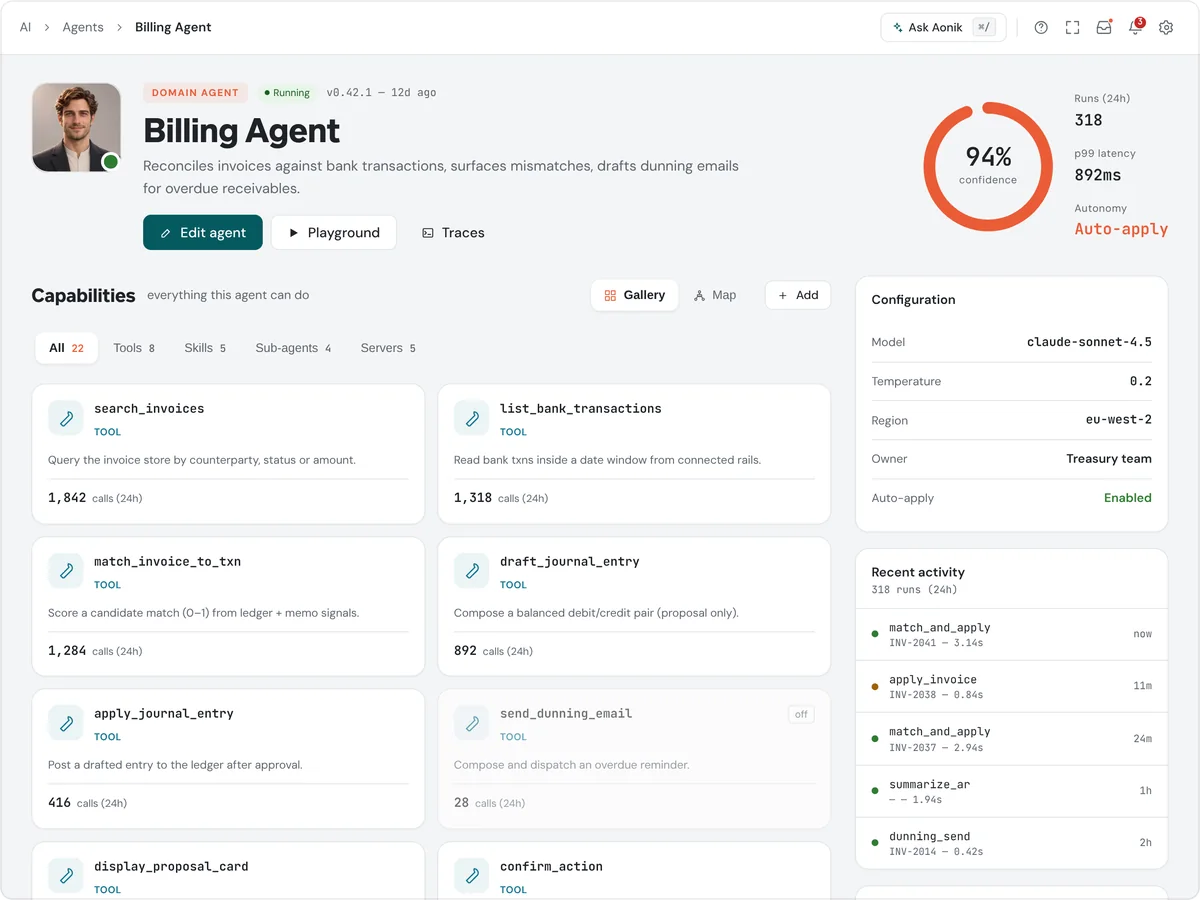 AI > Agents > Billing Agent
Ask Aonik ⌘/
3
DOMAIN AGENT
Running
v0.42.1 — 12d ago
Billing Agent
Reconciles invoices against bank transactions, surfaces mismatches, drafts dunning emails
for overdue receivables.
Edit agent
Playground
Traces
94%
confidence
Runs (24h)
318
p99 latency
892ms
Autonomy
Auto-apply
Capabilities
everything this agent can do
Gallery
Map
+ Add
All 22
Tools 8
Skills 5
Sub-agents 4
Servers 5
search_invoices
TOOL
Query the invoice store by counterparty, status or amount.
1,842 calls (24h)
list_bank_transactions
TOOL
Read bank txns inside a date window from connected rails.
1,318 calls (24h)
match_invoice_to_txn
TOOL
Score a candidate match (0–1) from ledger + memo signals.
1,284 calls (24h)
draft_journal_entry
TOOL
Compose a balanced debit/credit pair (proposal only).
892 calls (24h)
apply_journal_entry
TOOL
Post a drafted entry to the ledger after approval.
416 calls (24h)
send_dunning_email
off
TOOL
Compose and dispatch an overdue reminder.
28 calls (24h)
display_proposal_card
TOOL
confirm_action
TOOL
Configuration
Model claude-sonnet-4.5
Temperature 0.2
Region eu-west-2
Owner Treasury team
Auto-apply Enabled
Recent activity
318 runs (24h)
match_and_apply
INV-2041 — 3.14s
now
apply_invoice
INV-2038 — 0.84s
11m
match_and_apply
INV-2037 — 2.94s
24m
summarize_ar
— — 1.94s
1h
dunning_send
INV-2014 — 0.42s
2h